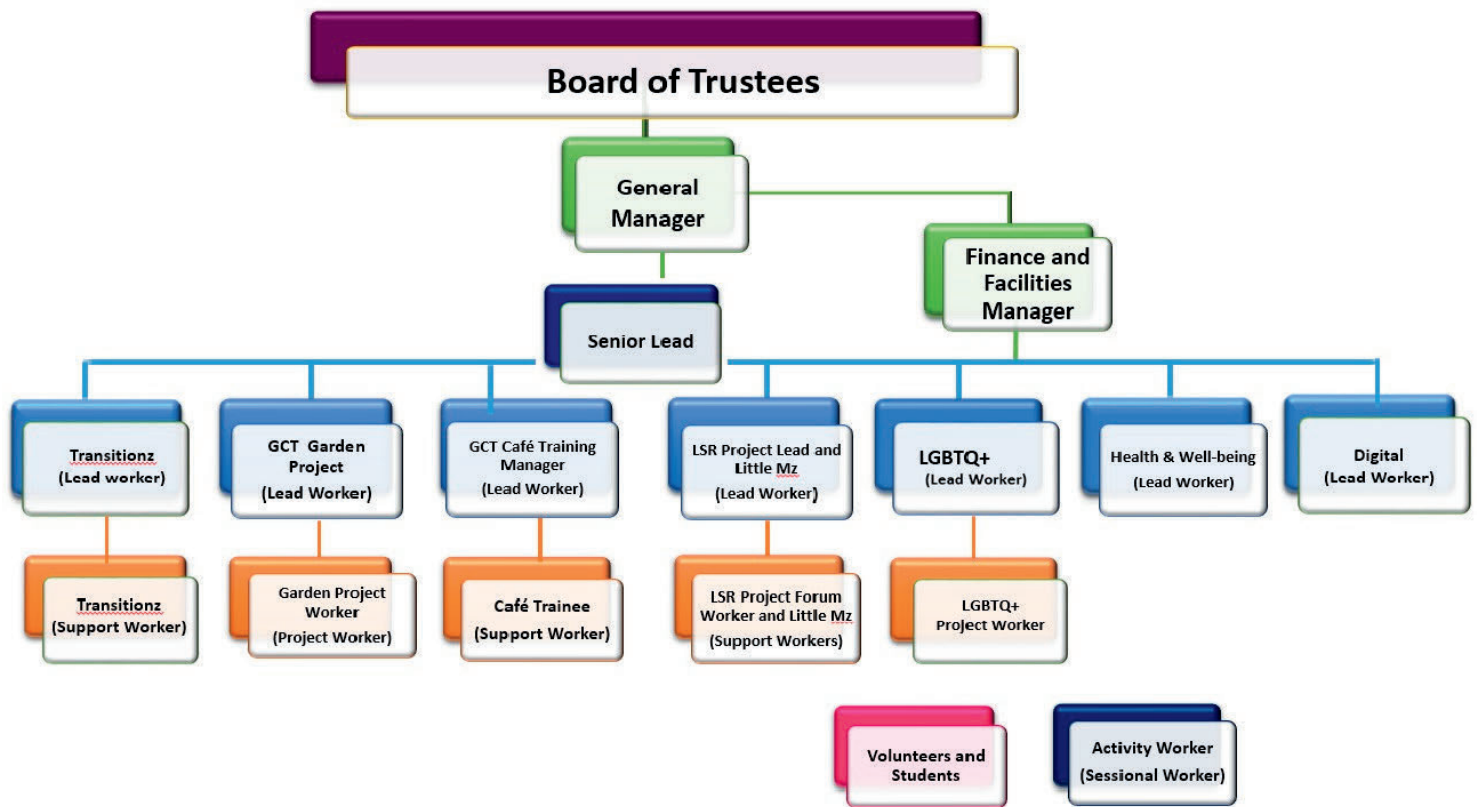 Board of Trustees
General
Manager
Finance and
Facilities
Manager
Senior Lead
Transitionz
(Lead worker)
GCT Garden
Project
(Lead Worker)
GCT Café Training
Manager
(Lead Worker)
LSR Project Lead and
Little Mz
(Lead Worker)
LGBTQ+
(Lead Worker)
Health & Well-being
(Lead Worker)
Digital
(Lead Worker)
Transitionz
(Support Worker)
Garden Project
Worker
(Project Worker)
Café Trainee
(Support Worker)
LSR Project Forum
Worker and Little Mz
(Support Workers)
LGBTQ+
Project Worker
Volunteers and
Students
Activity Worker
(Sessional Worker)